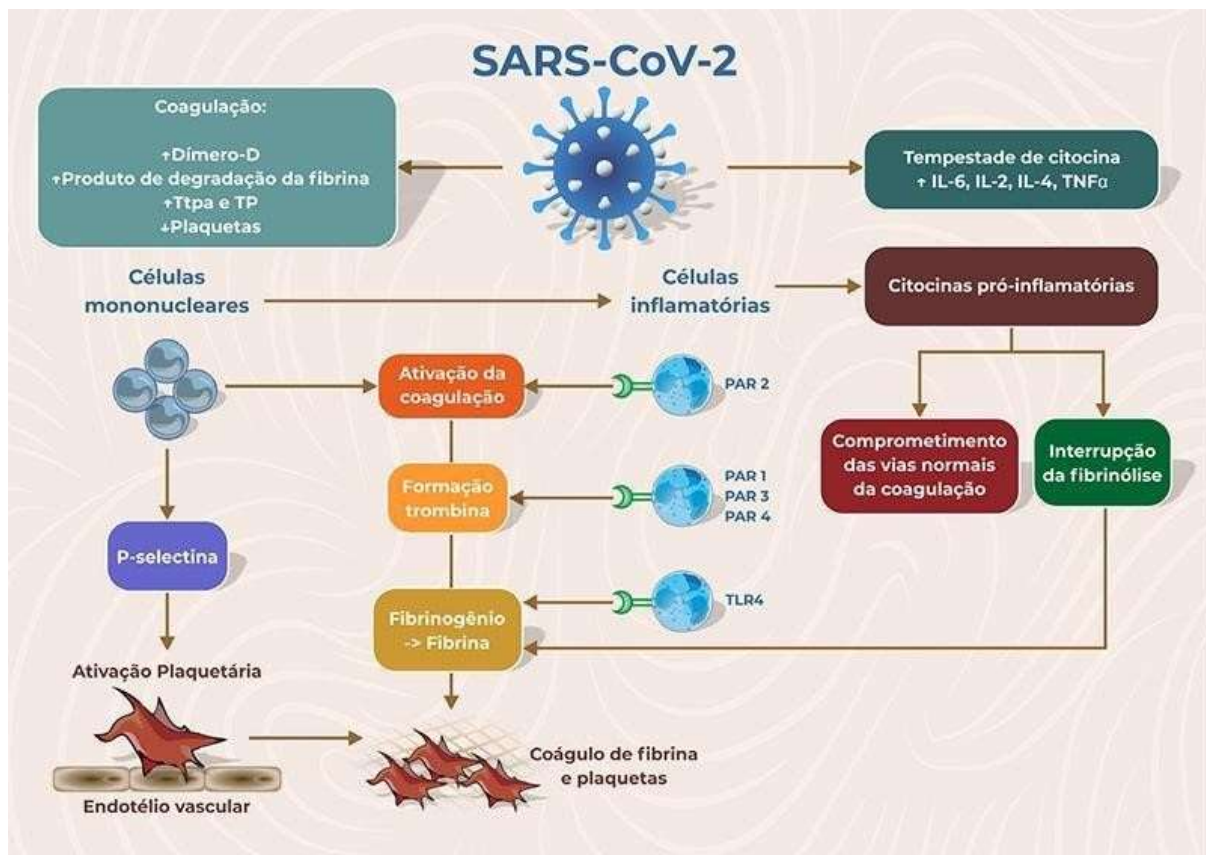 SARS-CoV-2
Coagulação:
↑Dímero-D
↑Produto de degradação da fibrina
↑Ttpa e TP
↓Plaquetas
Tempestade de citocina
↑ IL-6, IL-2, IL-4, TNFα
Células
mononucleares
Células
inflamatórias
Citocinas pró-inflamatórias
Ativação da
coagulação
PAR 2
Comprometimento
das vias normais
da coagulação
Interrupção
da fibrinólise
Formação
trombina
PAR 1
PAR 3
PAR 4
P-selectina
Fibrinogênio
-> Fibrina
TLR4
Ativação Plaquetária
Endotélio vascular
Coágulo de fibrina
e plaquetas